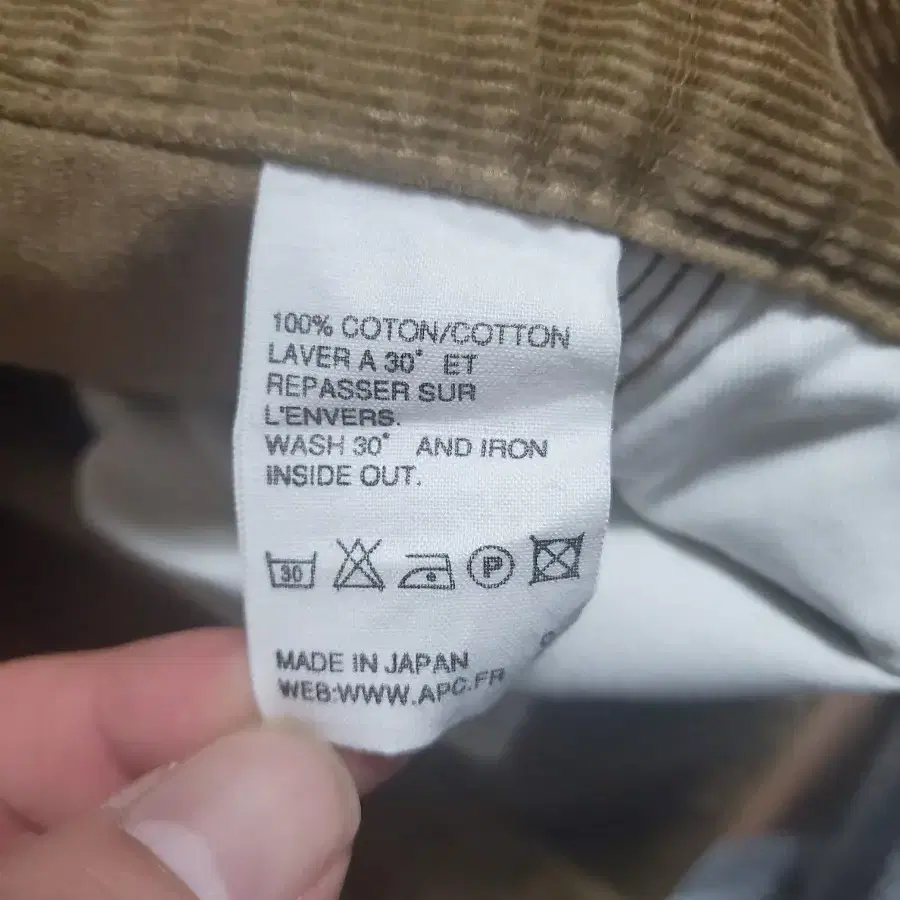 100% COTON/COTTON
LAVER A 30° ET
REPASSER SUR
L'ENVERS.
WASH 30° AND IRON
INSIDE OUT.
30 P
MADE IN JAPAN
WEB:WWW.APC.FR